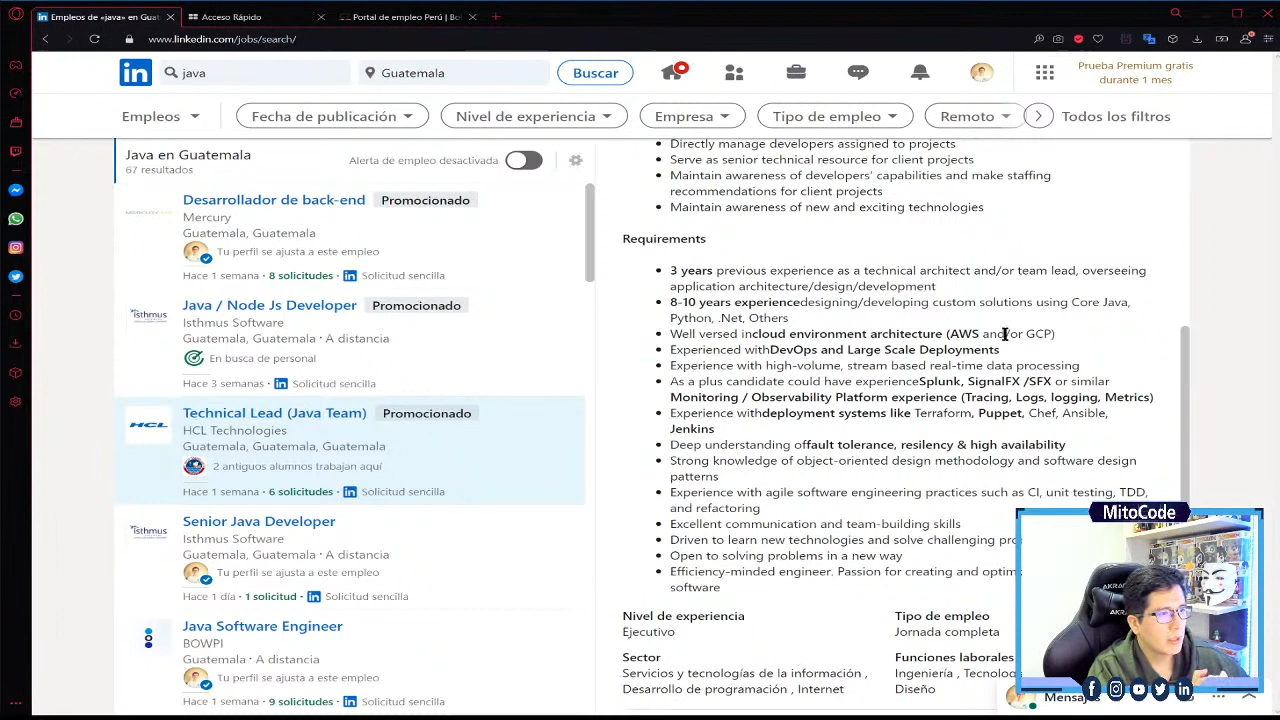 Empleos de «java» en Guat
Acceso Rápido
Portal de empleo Perú | Bo
www.linkedin.com/jobs/search/
in
java
Guatemala
Buscar
Prueba Premium gratis
durante 1 mes
Empleos
Fecha de publicación
Nivel de experiencia
Empresa
Tipo de empleo
Remoto
Todos los filtros
Java en Guatemala
67 resultados
Alerta de empleo desactivada
Desarrollador de back-end
Promocionado
Mercury
Guatemala, Guatemala
Tu perfil se ajusta a este empleo
Hace 1 semana · 8 solicitudes · in Solicitud sencilla
Isthmus
Java / Node Js Developer
Promocionado
Isthmus Software
Guatemala, Guatemala · A distancia
En busca de personal
Hace 3 semanas · in Solicitud sencilla
HCL
Technical Lead (Java Team)
Promocionado
HCL Technologies
Guatemala, Guatemala, Guatemala
2 antiguos alumnos trabajan aquí
Hace 1 semana · 6 solicitudes · in Solicitud sencilla
Isthmus
Senior Java Developer
Isthmus Software
Guatemala, Guatemala · A distancia
Tu perfil se ajusta a este empleo
Hace 1 día · 1 solicitud · in Solicitud sencilla
Java Software Engineer
BOWPI
Guatemala · A distancia
Tu perfil se ajusta a este empleo
Hace 1 semana · 9 solicitudes · in Solicitud sencilla
Directly manage developers assigned to projects
Serve as senior technical resource for client projects
Maintain awareness of developers' capabilities and make staffing
recommendations for client projects
Maintain awareness of new and exciting technologies
Requirements
3 years previous experience as a technical architect and/or team lead, overseeing
application architecture/design/development
8-10 years experiencedesigning/developing custom solutions using Core Java,
Python, .Net, Others
Well versed incloud environment architecture (AWS and/or GCP)
Experienced withDevOps and Large Scale Deployments
Experience with high-volume, stream based real-time data processing
As a plus candidate could have experienceSplunk, SignalFX /SFX or similar
Monitoring / Observability Platform experience (Tracing, Logs, logging, Metrics)
Experience withdeployment systems like Terraform, Puppet, Chef, Ansible,
Jenkins
Deep understanding offault tolerance, resilency & high availability
Strong knowledge of object-oriented design methodology and software design
patterns
Experience with agile software engineering practices such as CI, unit testing, TDD,
and refactoring
Excellent communication and team-building skills
Driven to learn new technologies and solve challenging pro
Open to solving problems in a new way
Efficiency-minded engineer. Passion for creating and optim
software
Nivel de experiencia
Ejecutivo
Tipo de empleo
Jornada completa
Sector
Servicios y tecnologías de la información ,
Desarrollo de programación , Internet
Funciones laborales
Ingeniería , Tecnolog
Diseño
MitoCode
AKRAC
Mensajes